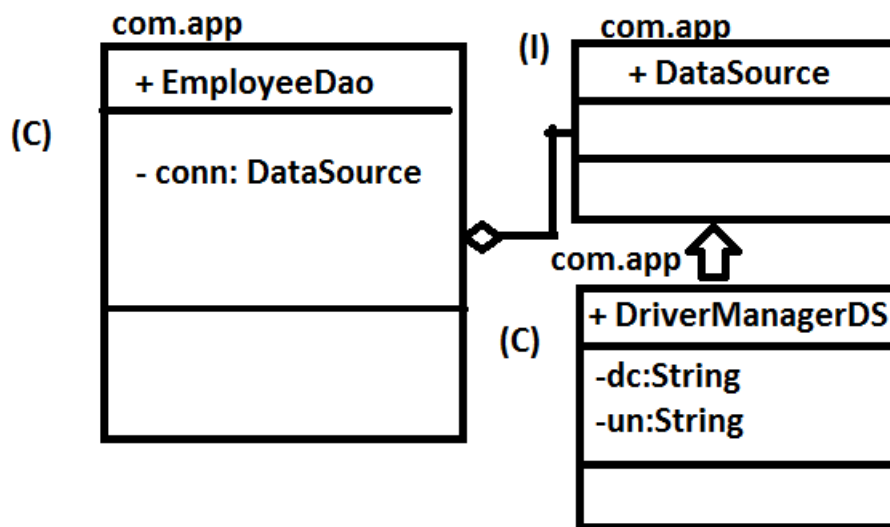 com.app
+ EmployeeDao
(C)
- conn: DataSource
com.app
(I)
+ DataSource
com.app
+ DriverManagerDS
(C)
-dc:String
-un:String